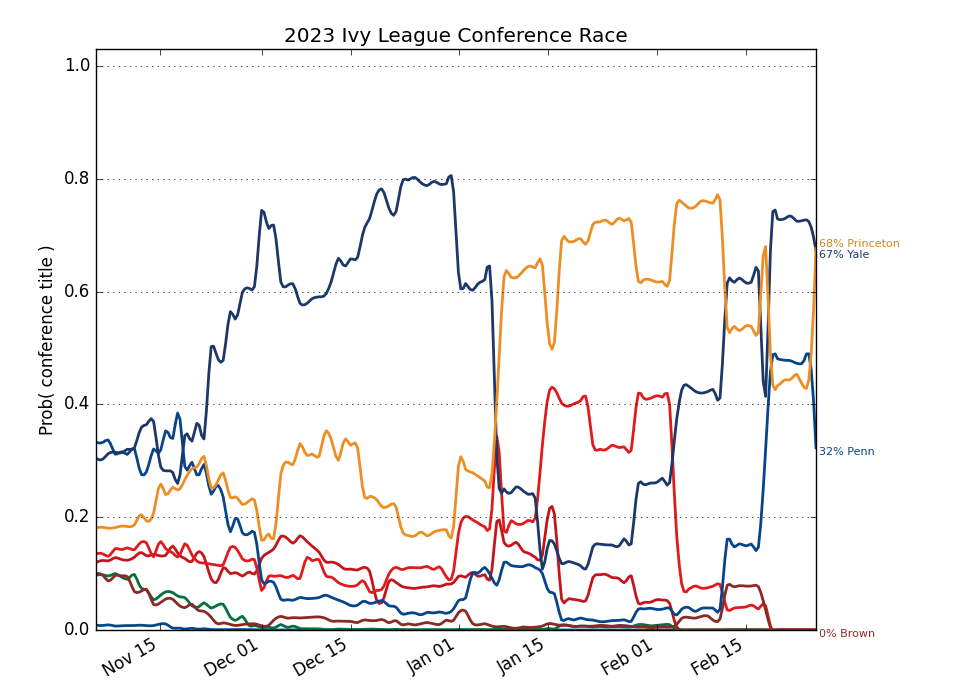 2023 Ivy League Conference Race
Prob( conference title )
1.0
0.8
0.6
0.4
0.2
0.0
68% Princeton
67% Yale
32% Penn
0% Brown
Nov 15
Dec 01
Dec 15
Jan 01
Jan 15
Feb 01
Feb 15